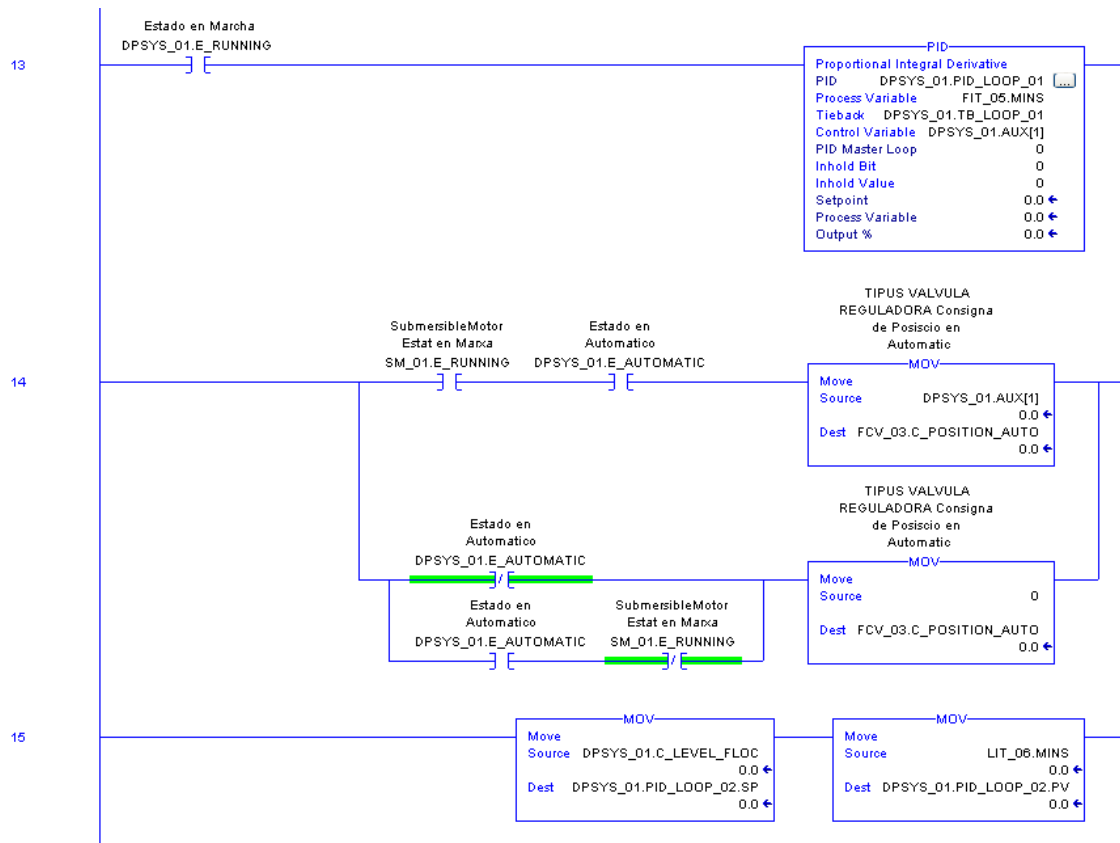 Estado en Marcha
DPSYS_01.E_RUNNING
13
PID
Proportional Integral Derivative
PID DPSYS_01.PID_LOOP_01 ...
Process Variable FIT_05.MINS
Tieback DPSYS_01.TB_LOOP_01
Control Variable DPSYS_01.AUX[1]
PID Master Loop 0
Inhold Bit 0
Inhold Value 0
Setpoint 0.0
Process Variable 0.0
Output % 0.0
14
SubmersibleMotor
Estat en Marxa
SM_01.E_RUNNING
Estado en
Automatico
DPSYS_01.E_AUTOMATIC
TIPUS VALVULA
REGULADORA Consigna
de Posiscio en
Automatic
MOV
Move
Source DPSYS_01.AUX[1]
0.0
Dest FCV_03.C_POSITION_AUTO
0.0
Estado en
Automatico
DPSYS_01.E_AUTOMATIC
TIPUS VALVULA
REGULADORA Consigna
de Posiscio en
Automatic
MOV
Move
Source 0
Dest FCV_03.C_POSITION_AUTO
0.0
Estado en
Automatico
DPSYS_01.E_AUTOMATIC
SubmersibleMotor
Estat en Marxa
SM_01.E_RUNNING
15
MOV
Move
Source DPSYS_01.C_LEVEL_FLOC
0.0
Dest DPSYS_01.PID_LOOP_02.SP
0.0
MOV
Move
Source LIT_06.MINS
0.0
Dest DPSYS_01.PID_LOOP_02.PV
0.0